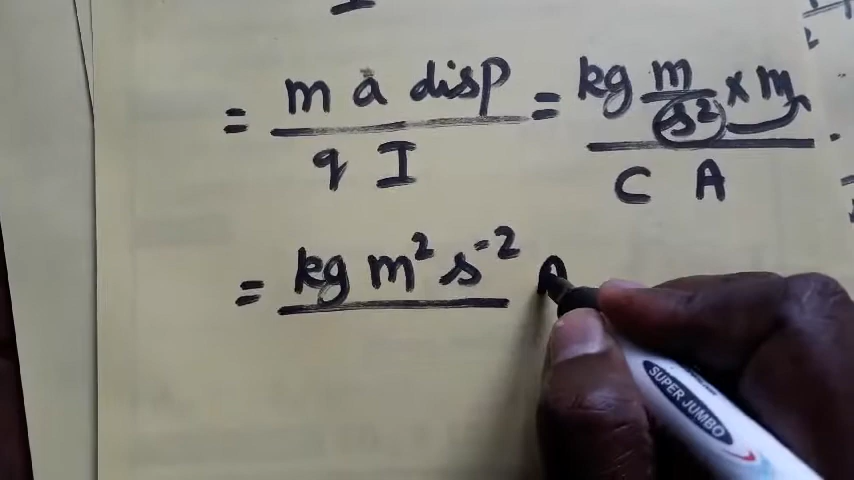 = m a disp / q I = kg m/s² × m / C A
= kg m² s⁻² A
SUPER JUMBO